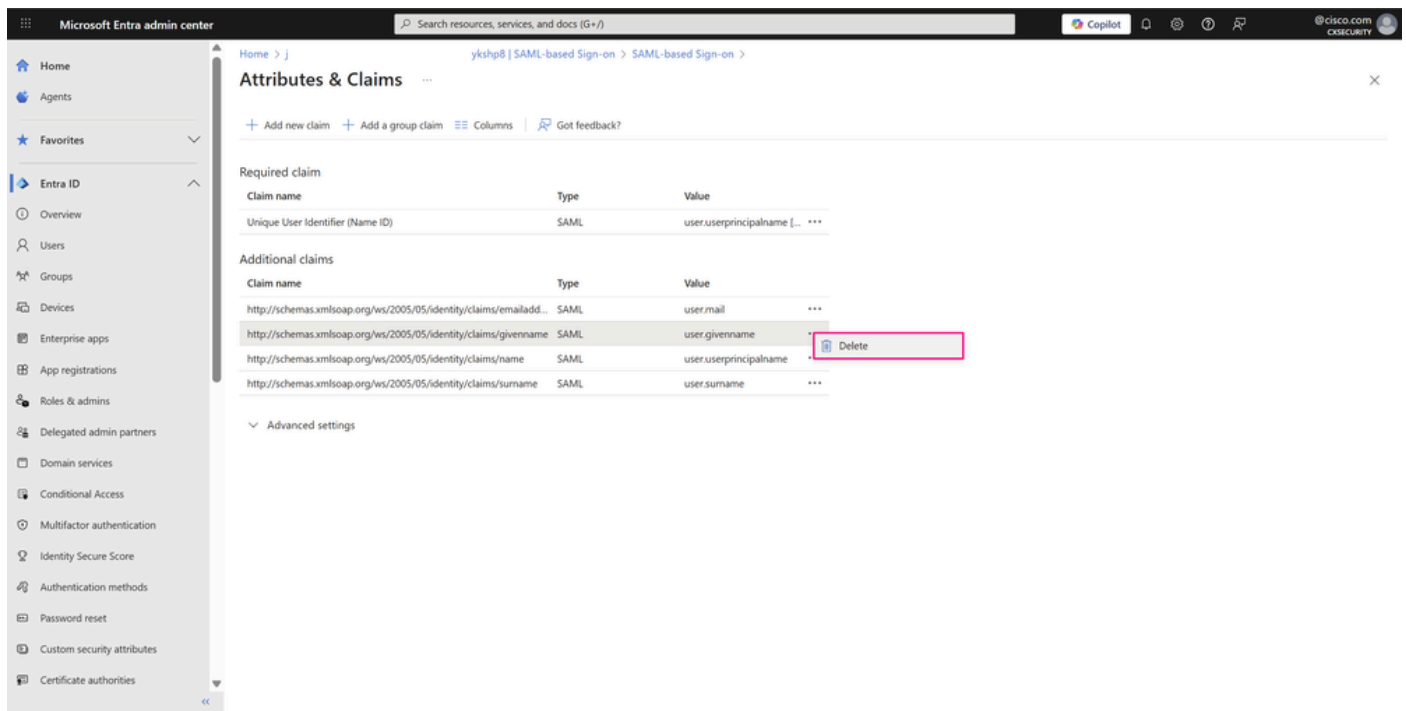 Microsoft Entra admin center
Search resources, services, and docs (G+/)
Copilot
@cisco.com
CXSECURITY
Home
Agents
Favorites
Entra ID
Overview
Users
Groups
Devices
Enterprise apps
App registrations
Roles & admins
Delegated admin partners
Domain services
Conditional Access
Multifactor authentication
Identity Secure Score
Authentication methods
Password reset
Custom security attributes
Certificate authorities
«
Home > j ykshp8 | SAML-based Sign-on > SAML-based Sign-on >
Attributes & Claims ...
+ Add new claim + Add a group claim Columns | Got feedback?
Required claim
Claim name Type Value
Unique User Identifier (Name ID) SAML user.userprincipalname [... •••
Additional claims
Claim name Type Value
http://schemas.xmlsoap.org/ws/2005/05/identity/claims/emailadd... SAML user.mail •••
http://schemas.xmlsoap.org/ws/2005/05/identity/claims/givenname SAML user.givenname
Delete
http://schemas.xmlsoap.org/ws/2005/05/identity/claims/name SAML user.userprincipalname
http://schemas.xmlsoap.org/ws/2005/05/identity/claims/surname SAML user.surname •••
Advanced settings